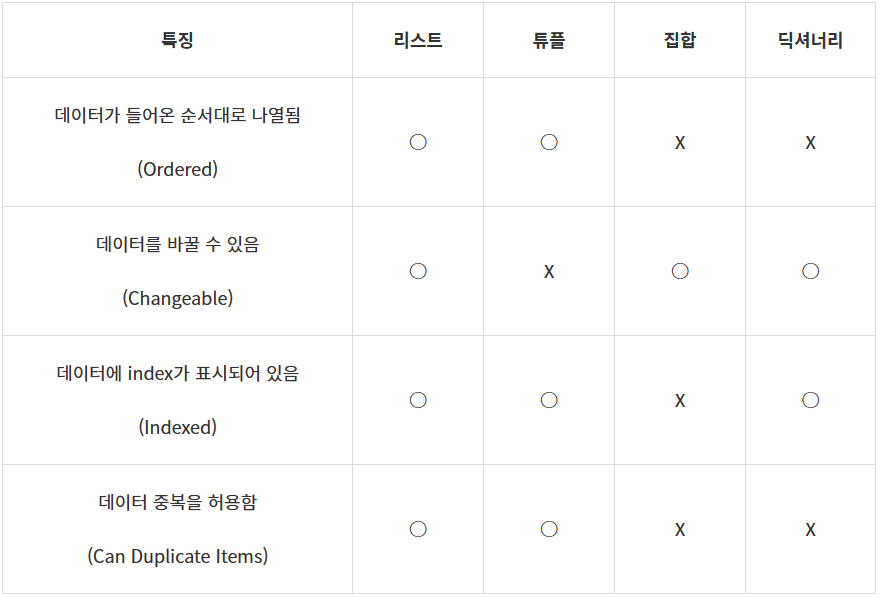 특징 리스트 튜플 집합 딕셔너리
데이터가 들어온 순서대로 나열됨
(Ordered)
○ ○ X X
데이터를 바꿀 수 있음
(Changeable)
○ X ○ ○
데이터에 index가 표시되어 있음
(Indexed)
○ ○ X ○
데이터 중복을 허용함
(Can Duplicate Items)
○ ○ X X